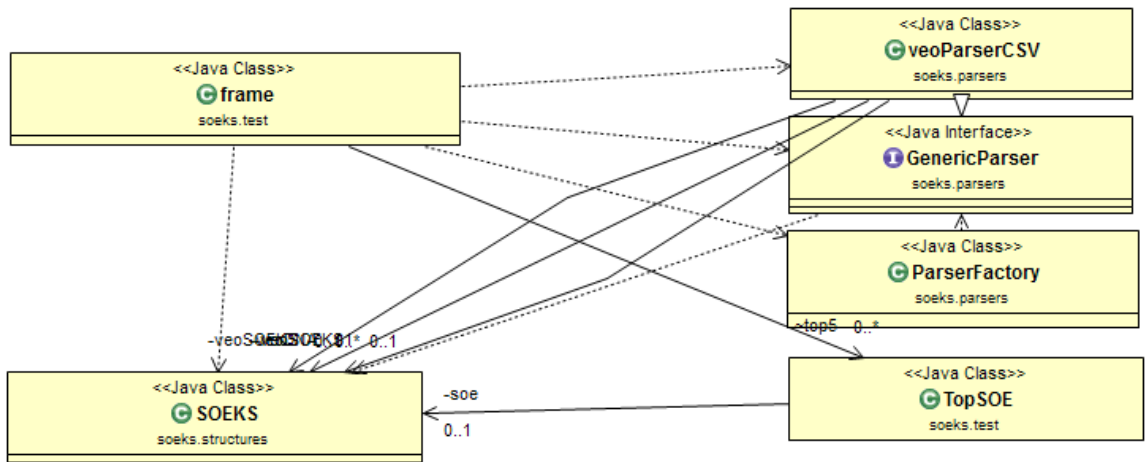 <<Java Class>>
frame
soeks.test
<<Java Class>>
veoParserCSV
soeks.parsers
<<Java Interface>>
GenericParser
soeks.parsers
<<Java Class>>
ParserFactory
soeks.parsers
~top5 0..*
0..1
<<Java Class>>
SOEKS
soeks.structures
-soe
0..1
<<Java Class>>
TopSOE
soeks.test